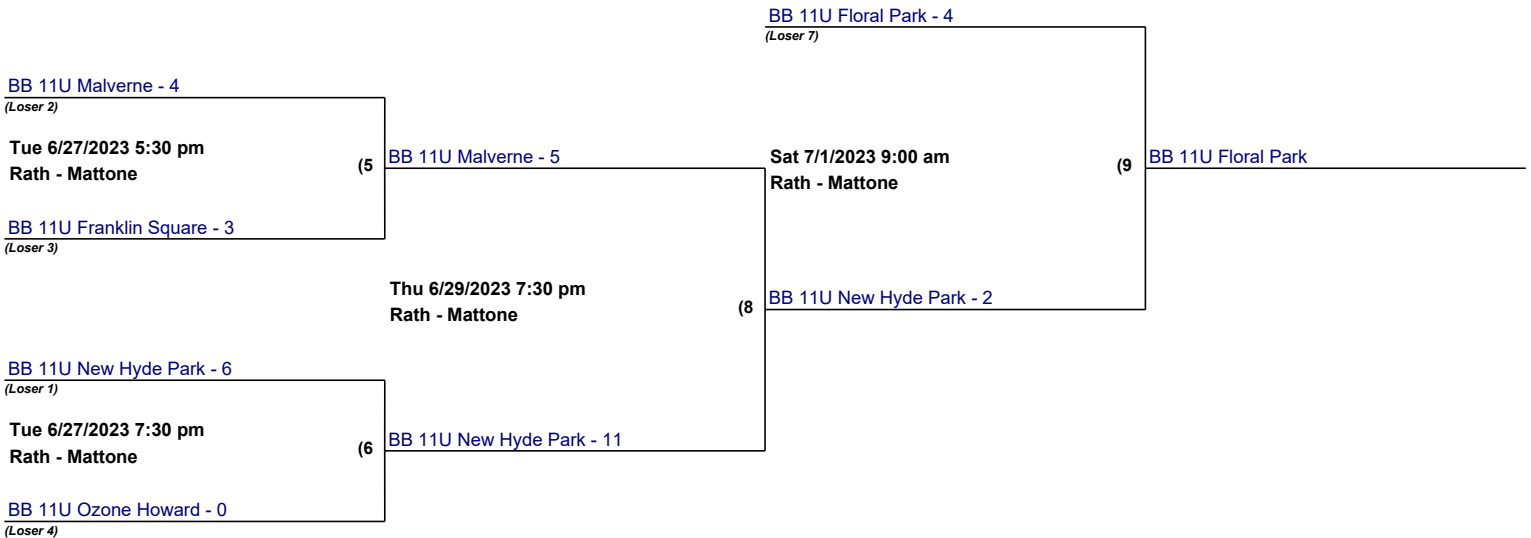 BB 11U Floral Park - 4
(Loser 7)
BB 11U Malverne - 4
(Loser 2)
Tue 6/27/2023 5:30 pm
Rath - Mattone
(5
BB 11U Malverne - 5
Sat 7/1/2023 9:00 am
Rath - Mattone
(9
BB 11U Floral Park
BB 11U Franklin Square - 3
(Loser 3)
Thu 6/29/2023 7:30 pm
Rath - Mattone
(8
BB 11U New Hyde Park - 2
BB 11U New Hyde Park - 6
(Loser 1)
Tue 6/27/2023 7:30 pm
Rath - Mattone
(6
BB 11U New Hyde Park - 11
BB 11U Ozone Howard - 0
(Loser 4)